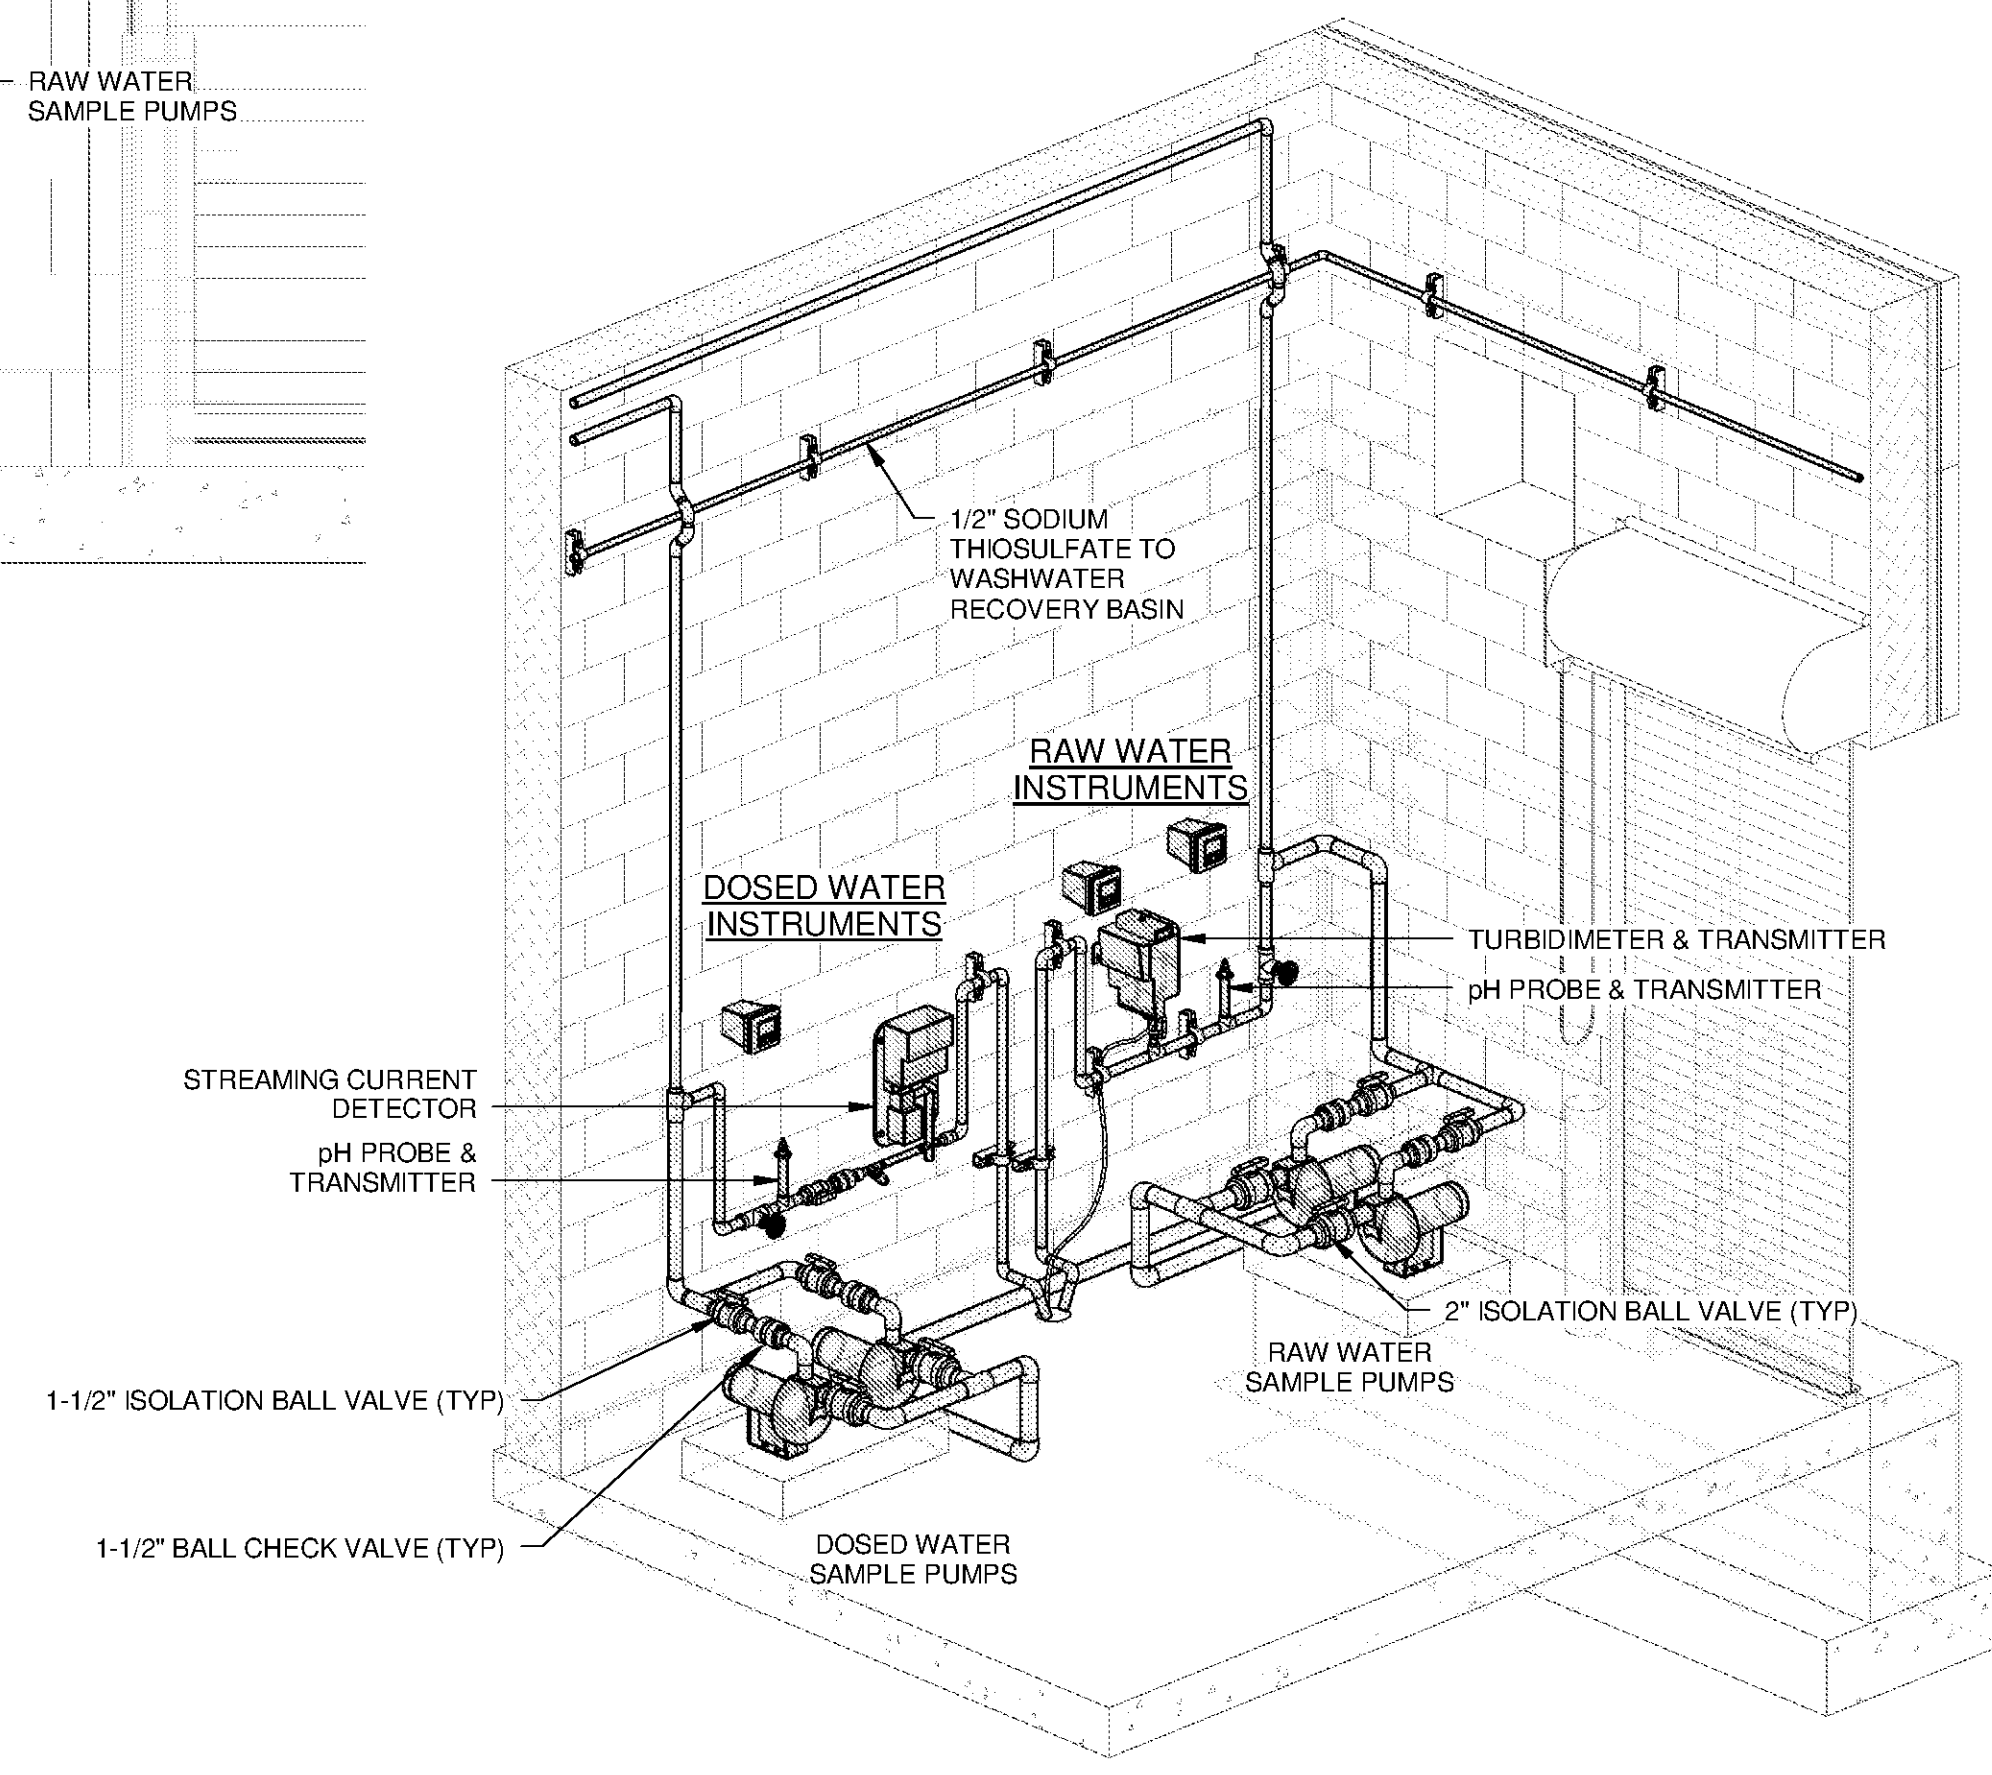 RAW WATER
SAMPLE PUMPS
1/2" SODIUM
THIOSULFATE TO
WASHWATER
RECOVERY BASIN
RAW WATER
INSTRUMENTS
DOSED WATER
INSTRUMENTS
TURBIDIMETER & TRANSMITTER
pH PROBE & TRANSMITTER
STREAMING CURRENT
DETECTOR
pH PROBE &
TRANSMITTER
2" ISOLATION BALL VALVE (TYP)
RAW WATER
SAMPLE PUMPS
1-1/2" ISOLATION BALL VALVE (TYP)
1-1/2" BALL CHECK VALVE (TYP)
DOSED WATER
SAMPLE PUMPS